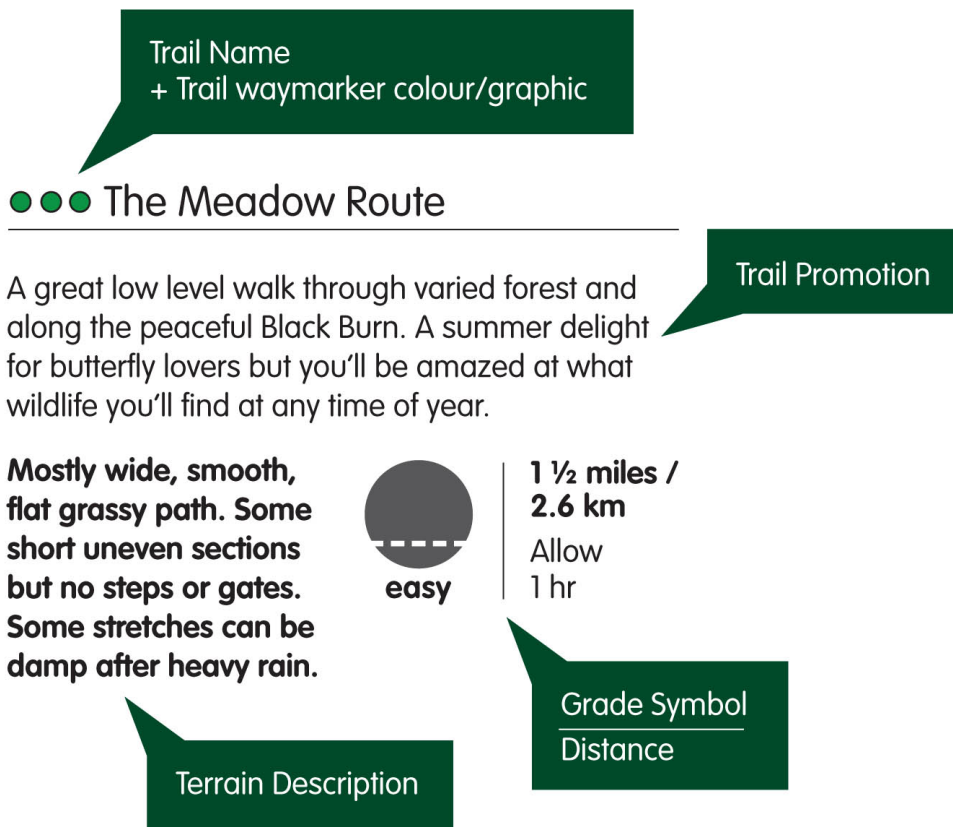 Trail Name
+ Trail waymarker colour/graphic
The Meadow Route
Trail Promotion
A great low level walk through varied forest and
along the peaceful Black Burn. A summer delight
for butterfly lovers but you’ll be amazed at what
wildlife you’ll find at any time of year.
Mostly wide, smooth,
flat grassy path. Some
short uneven sections
but no steps or gates.
Some stretches can be
damp after heavy rain.
easy
1 ½ miles /
2.6 km
Allow
1 hr
Grade Symbol
Distance
Terrain Description